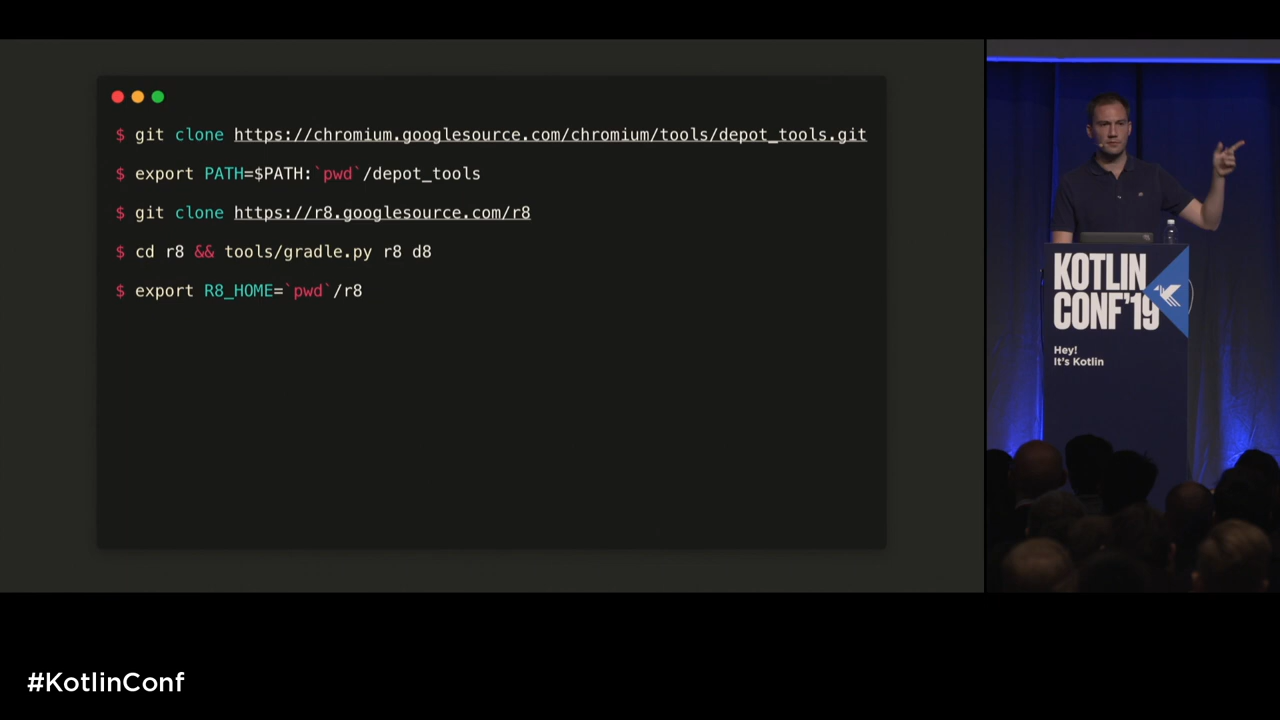 $ git clone https://chromium.googlesource.com/chromium/tools/depot_tools.git
$ export PATH=$PATH:`pwd`/depot_tools
$ git clone https://r8.googlesource.com/r8
$ cd r8 && tools/gradle.py r8 d8
$ export R8_HOME=`pwd`/r8
KOTLIN
CONF'19
Hey!
It's Kotlin
#KotlinConf